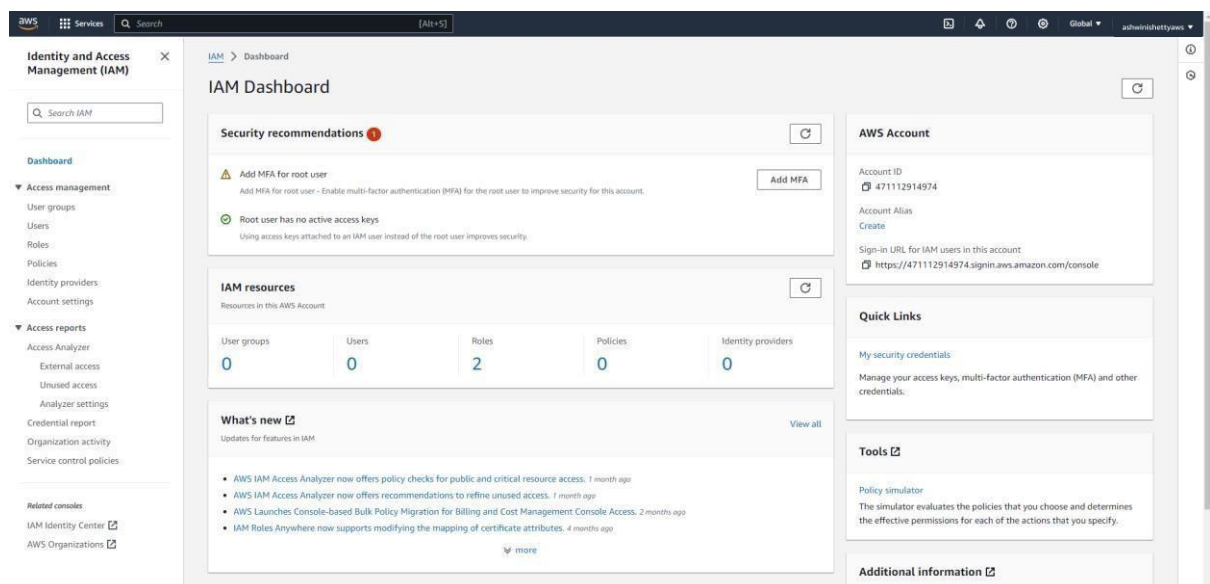 aws
Services
Search
[Alt+S]
Global
ashwinishettyaws
Identity and Access
Management (IAM)
Search IAM
Dashboard
Access management
User groups
Users
Roles
Policies
Identity providers
Account settings
Access reports
Access Analyzer
External access
Unused access
Analyzer settings
Credential report
Organization activity
Service control policies
Related consoles
IAM Identity Center
AWS Organizations
IAM > Dashboard
IAM Dashboard
Security recommendations 1
Add MFA for root user
Add MFA for root user - Enable multi-factor authentication (MFA) for the root user to improve security for this account.
Add MFA
Root user has no active access keys
Using access keys attached to an IAM user instead of the root user improves security.
IAM resources
Resources in this AWS Account
User groups
0
Users
0
Roles
2
Policies
0
Identity providers
0
What's new
View all
Updates for features in IAM
• AWS IAM Access Analyzer now offers policy checks for public and critical resource access. 1 month ago
• AWS IAM Access Analyzer now offers recommendations to refine unused access. 1 month ago
• AWS Launches Console-based Bulk Policy Migration for Billing and Cost Management Console Access. 2 months ago
• IAM Roles Anywhere now supports modifying the mapping of certificate attributes. 4 months ago
more
AWS Account
Account ID
471112914974
Account Alias
Create
Sign-in URL for IAM users in this account
https://471112914974.signin.aws.amazon.com/console
Quick Links
My security credentials
Manage your access keys, multi-factor authentication (MFA) and other
credentials.
Tools
Policy simulator
The simulator evaluates the policies that you choose and determines
the effective permissions for each of the actions that you specify.
Additional information